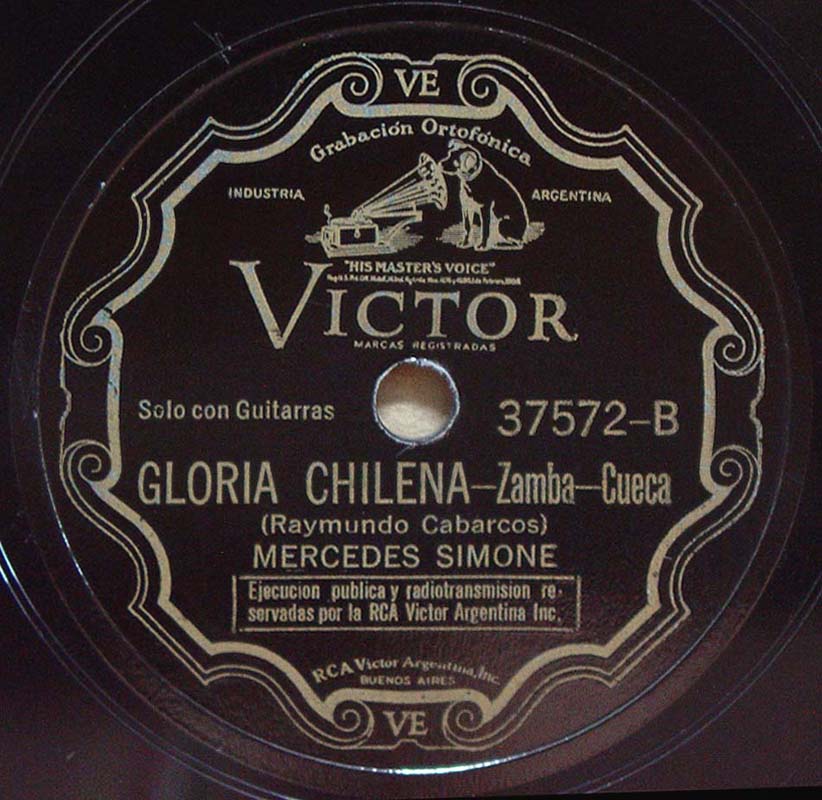 VE
Grabación Ortofónica
INDUSTRIA
ARGENTINA
"HIS MASTER'S VOICE"
VICTOR
MARCAS REGISTRADAS
Solo con Guitarras
37572-B
GLORIA CHILENA—Zamba—Cueca
(Raymundo Cabarcos)
MERCEDES SIMONE
Ejecucion publica y radiotransmision re-
servadas por la RCA Victor Argentina Inc.
RCA Victor Argentina, Inc.
BUENOS AIRES
VE